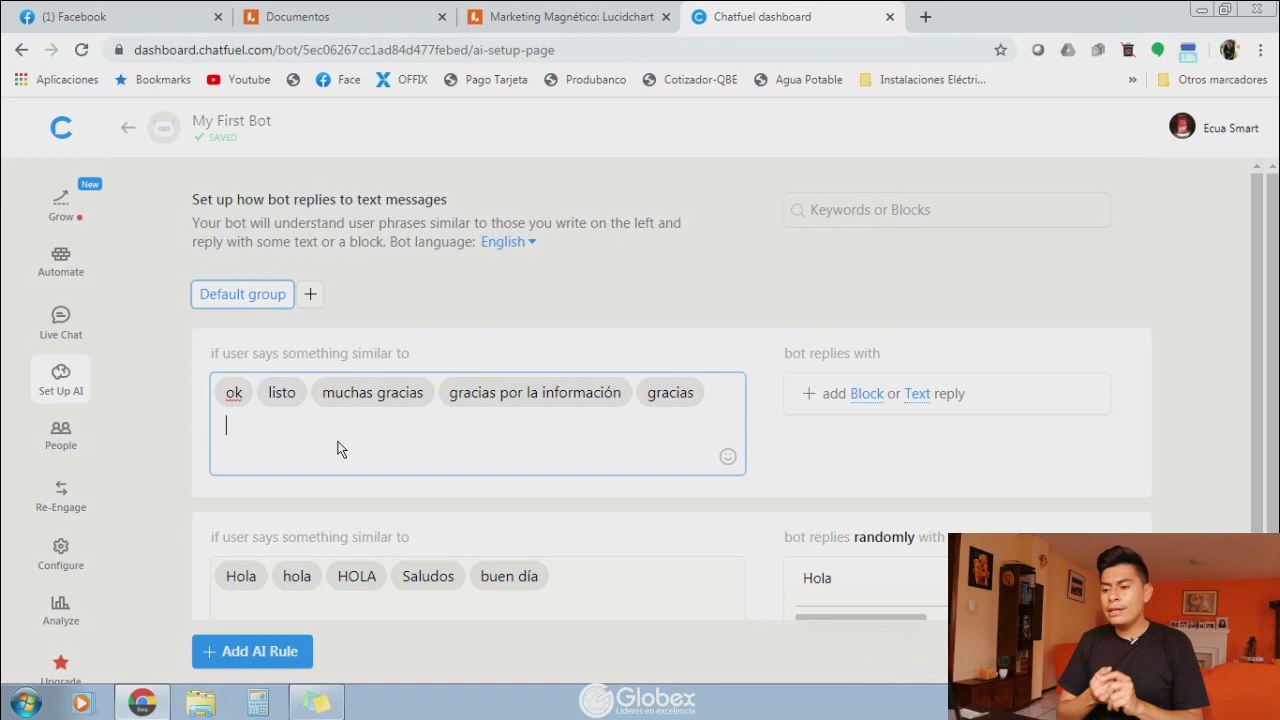 (1) Facebook
Documentos
Marketing Magnético: Lucidchart
Chatfuel dashboard
dashboard.chatfuel.com/bot/5ec06267cc1ad84d477febed/ai-setup-page
Aplicaciones
Bookmarks
Youtube
Face
OFFIX
Pago Tarjeta
Produbanco
Cotizador-QBE
Agua Potable
Instalaciones Eléctri...
»
Otros marcadores
My First Bot
SAVED
Ecua Smart
New
Grow
Automate
Live Chat
Set Up AI
People
Re-Engage
Configure
Analyze
Upgrade
Set up how bot replies to text messages
Your bot will understand user phrases similar to those you write on the left and
reply with some text or a block. Bot language: English
Keywords or Blocks
Default group
+
if user says something similar to
ok listo muchas gracias gracias por la información gracias
bot replies with
+ add Block or Text reply
if user says something similar to
Hola hola HOLA Saludos buen día
bot replies randomly with
Hola
+ Add AI Rule
Globex
Líderes en excelencia